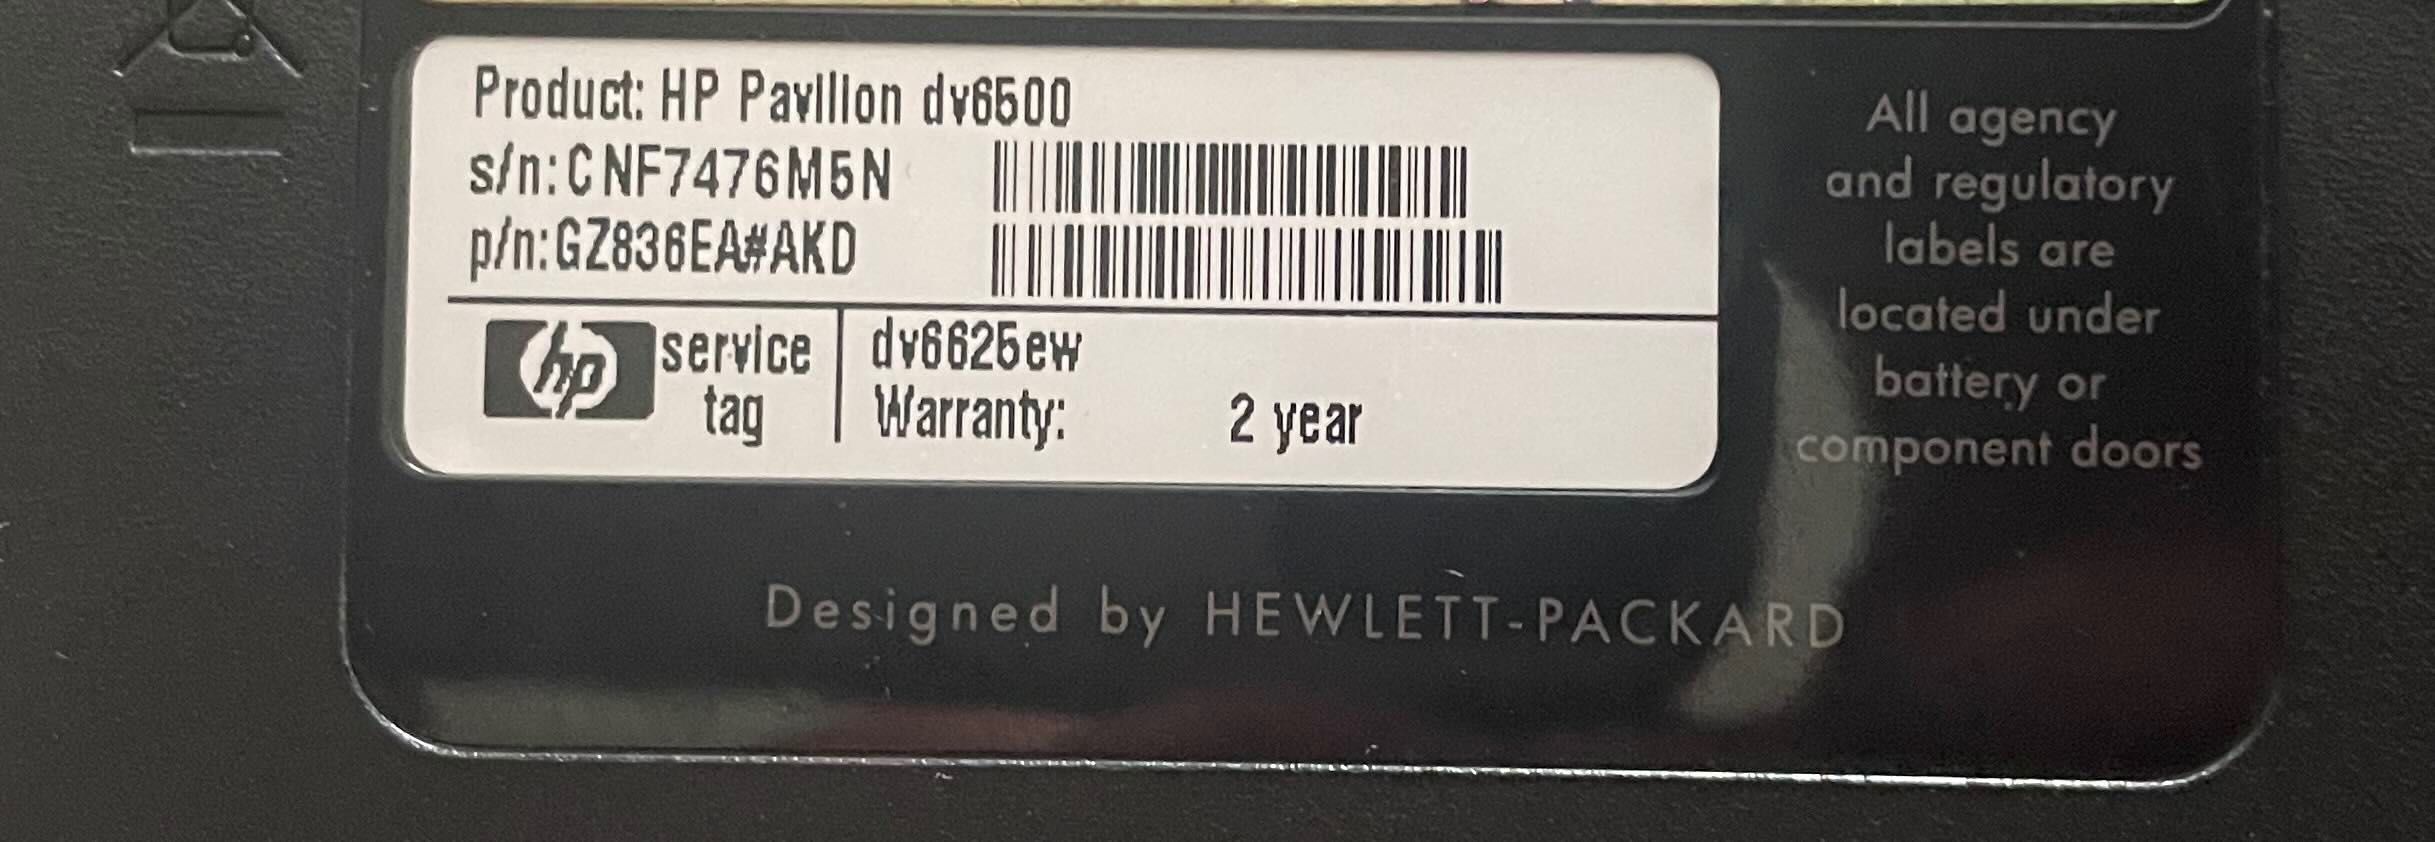 Product: HP Pavilion dv6500
s/n:CNF7476M5N
p/n:GZ836EA#AKD
hp
service
tag
dv6625ew
Warranty: 2 year
All agency
and regulatory
labels are
located under
battery or
component doors
Designed by HEWLETT-PACKARD